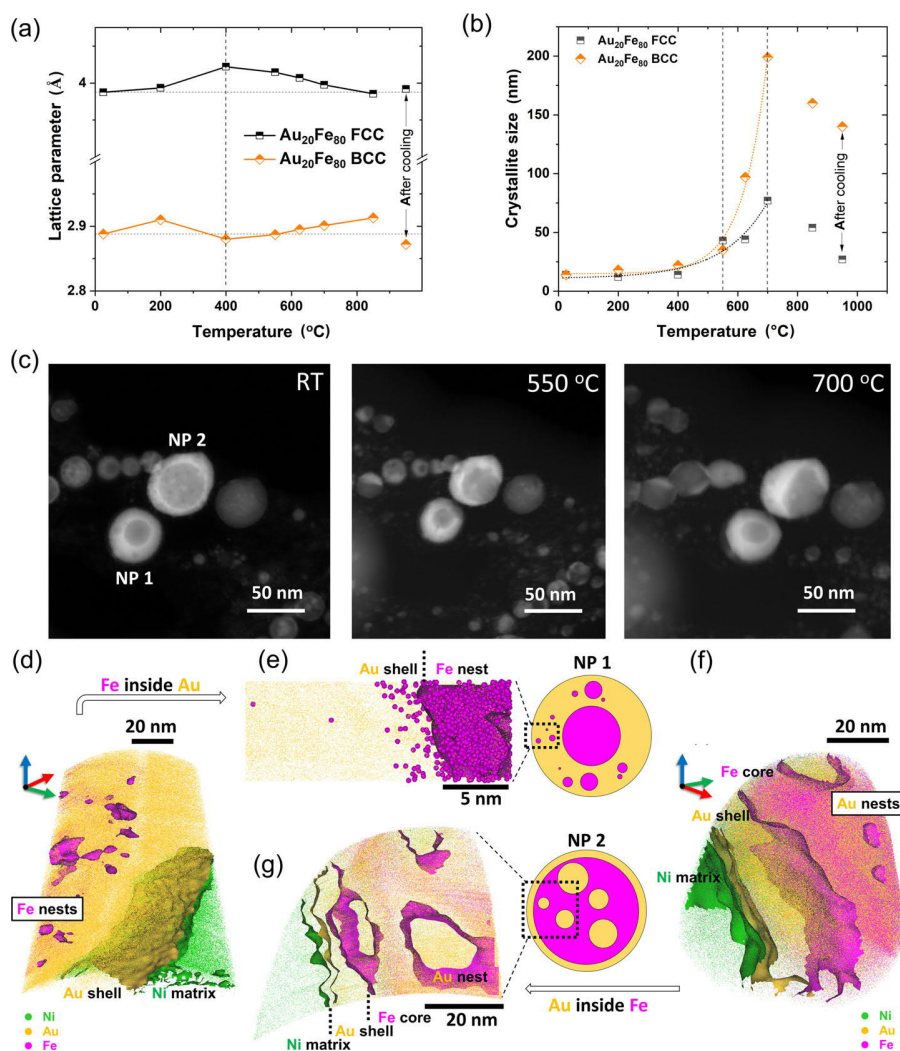 (a)
Lattice parameter (Å)
4
2.9
2.8
Au20Fe80 FCC
Au20Fe80 BCC
After cooling
0 200 400 600 800
Temperature (°C)
(b)
Crystallite size (nm)
200
150
100
50
0
Au20Fe80 FCC
Au20Fe80 BCC
After cooling
0 200 400 600 800 1000
Temperature (°C)
(c)
RT
NP 2
NP 1
50 nm
550 °C
50 nm
700 °C
50 nm
(d)
Fe inside Au
20 nm
Fe nests
Au shell
Ni matrix
Ni
Au
Fe
(e)
Au shell
Fe nest
5 nm
NP 1
(f)
20 nm
Fe core
Au nests
Au shell
Ni matrix
Ni
Au
Fe
(g)
NP 2
Au nest
Fe core
Au shell
Ni matrix
20 nm
Au inside Fe